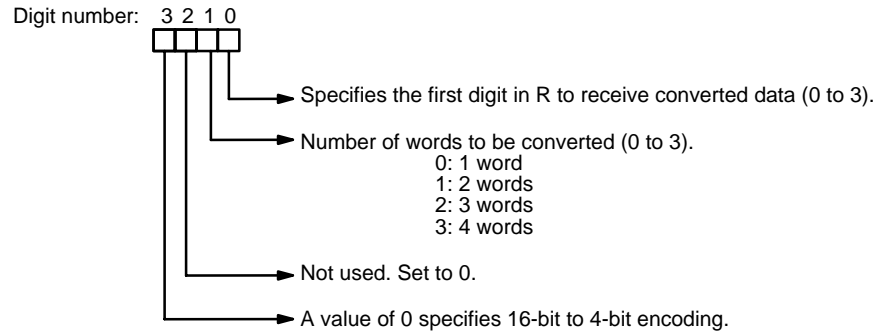 Digit number: 3 2 1 0
Specifies the first digit in R to receive converted data (0 to 3).
Number of words to be converted (0 to 3).
0: 1 word
1: 2 words
2: 3 words
3: 4 words
Not used. Set to 0.
A value of 0 specifies 16-bit to 4-bit encoding.